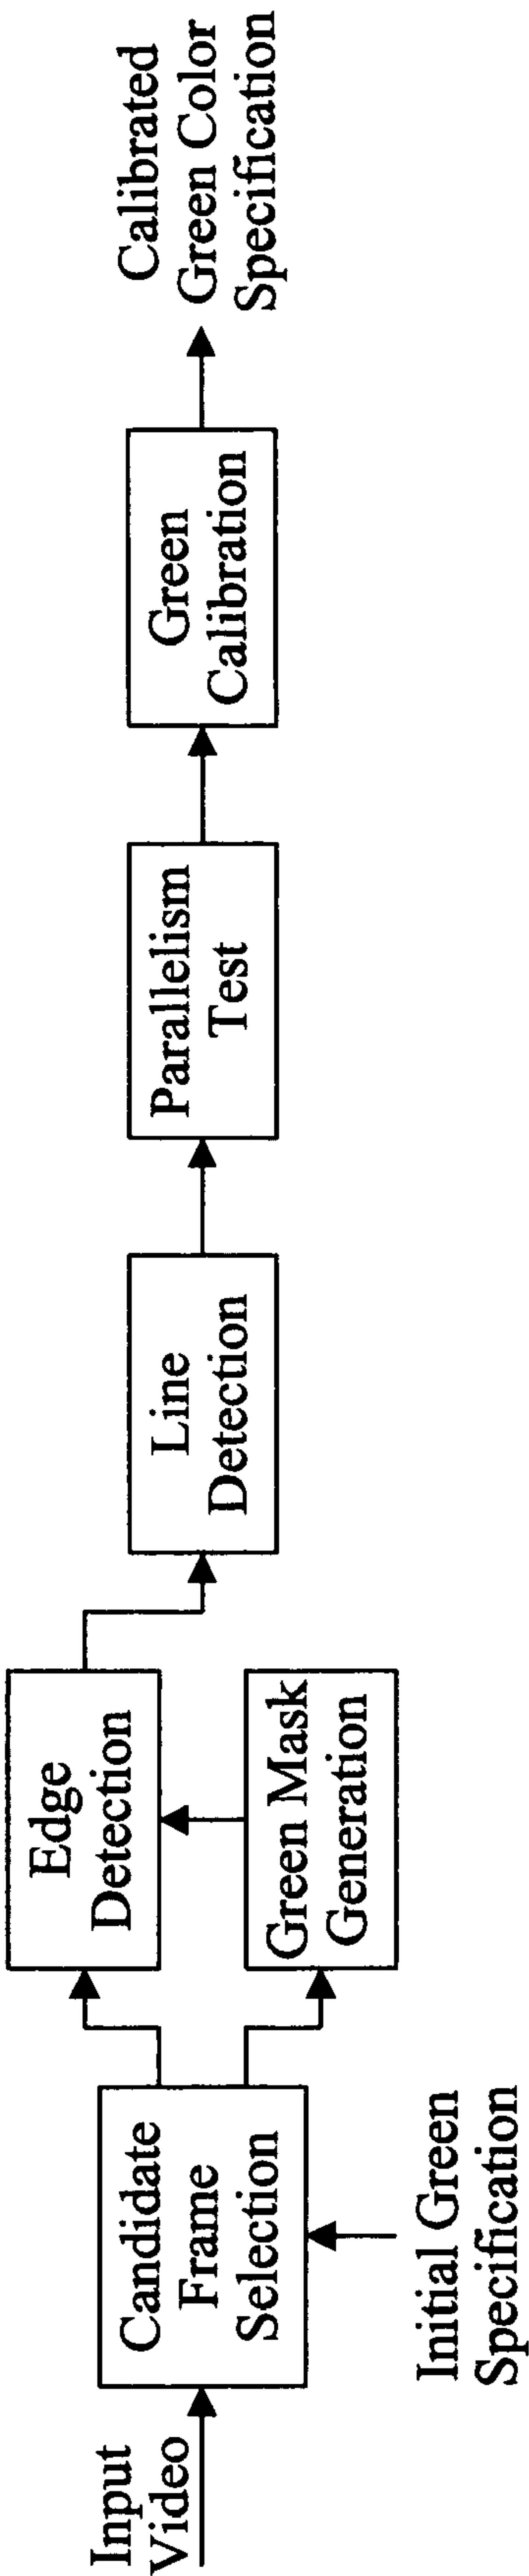 Input
Video
Candidate
Frame
Selection
Initial Green
Specification
Edge
Detection
Green Mask
Generation
Line
Detection
Parallelism
Test
Green
Calibration
Calibrated
Green Color
Specification